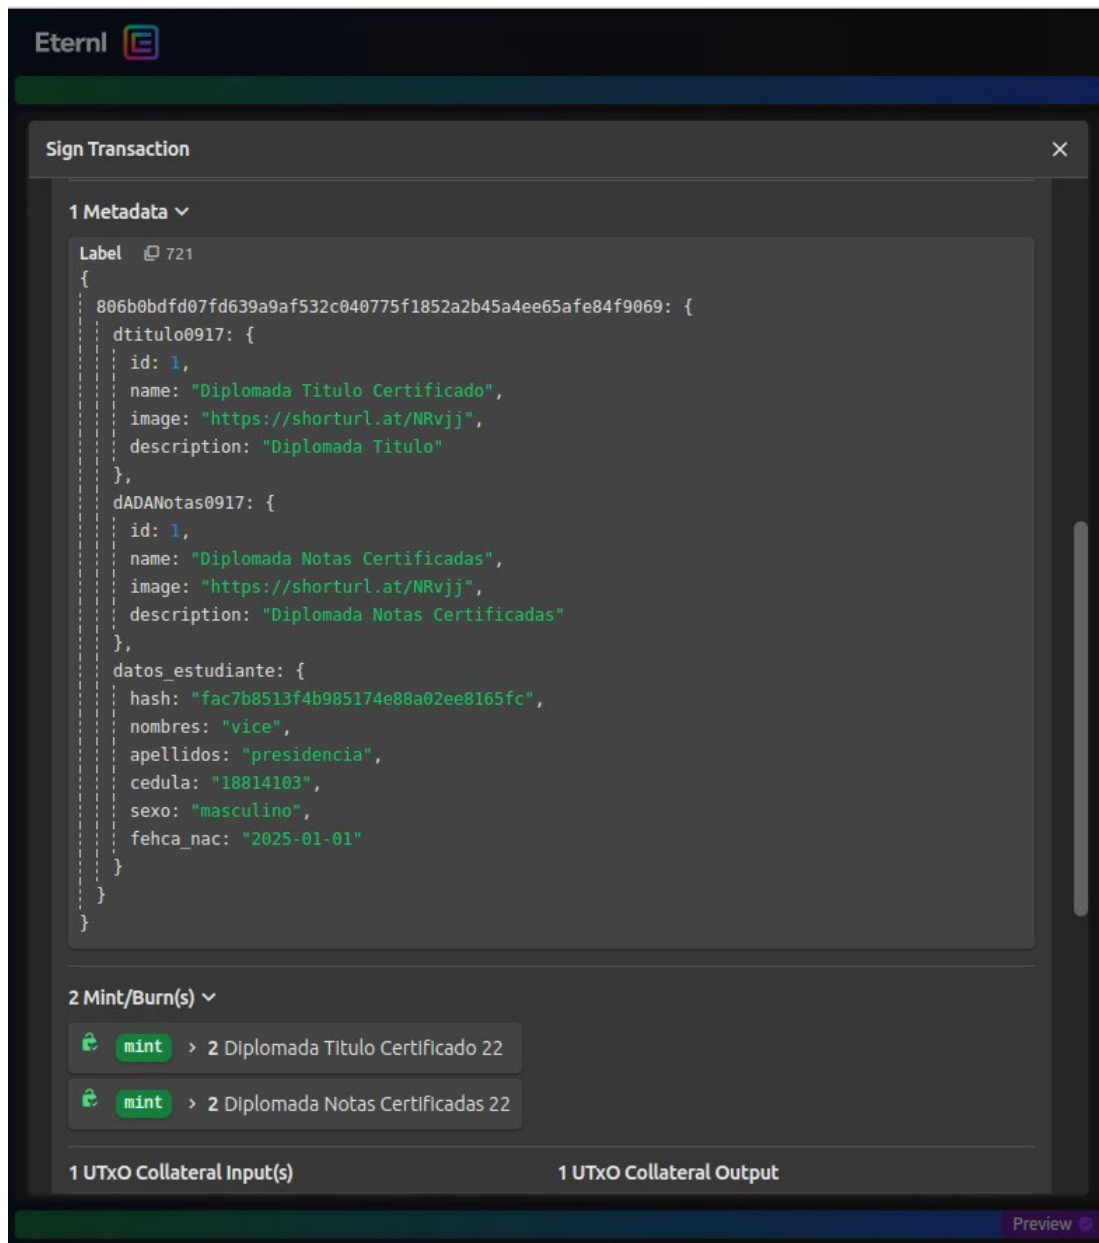 Eternl
Sign Transaction
1 Metadata
Label 721
{
806b0bdfd07fd639a9af532c040775f1852a2b45a4ee65afe84f9069: {
dtitulo0917: {
id: 1,
name: "Diplomada Titulo Certificado",
image: "https://shorturl.at/NRvjj",
description: "Diplomada Titulo"
},
dADANotas0917: {
id: 1,
name: "Diplomada Notas Certificadas",
image: "https://shorturl.at/NRvjj",
description: "Diplomada Notas Certificadas"
},
datos_estudiante: {
hash: "fac7b8513f4b985174e88a02ee8165fc",
nombres: "vice",
apellidos: "presidencia",
cedula: "18814103",
sexo: "masculino",
fehca_nac: "2025-01-01"
}
}
}
2 Mint/Burn(s)
mint > 2 Diplomada Titulo Certificado 22
mint > 2 Diplomada Notas Certificadas 22
1 UTxO Collateral Input(s) 1 UTxO Collateral Output
Preview